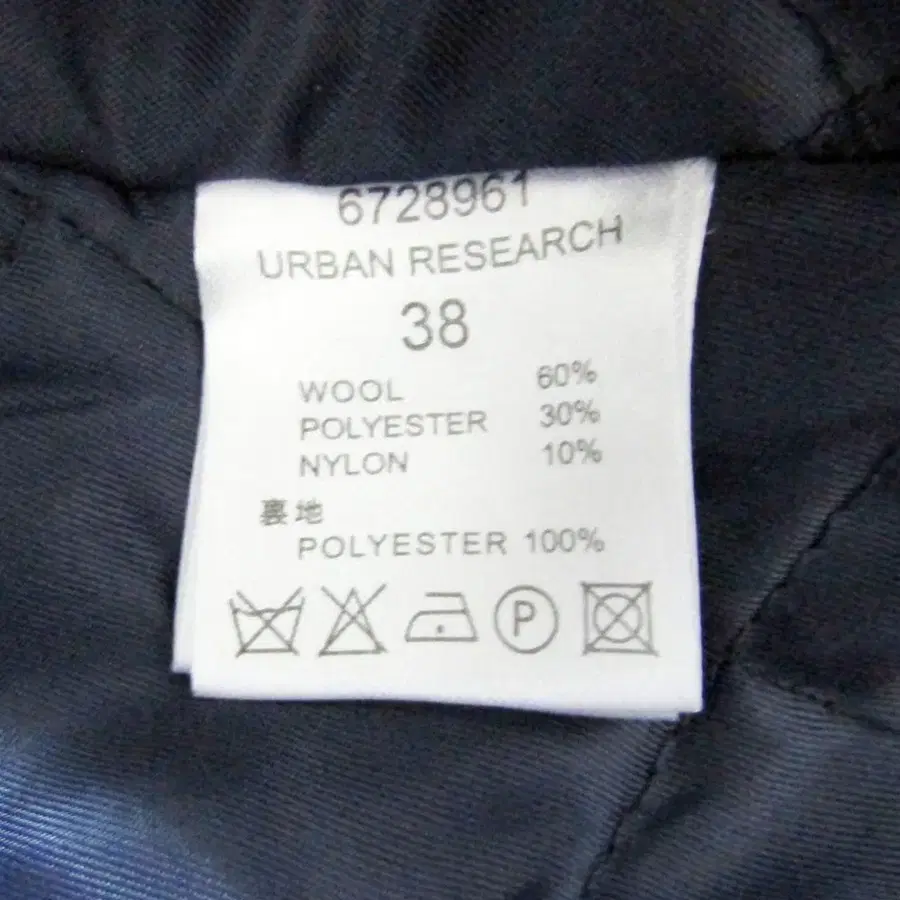 6728961
URBAN RESEARCH
38
WOOL 60%
POLYESTER 30%
NYLON 10%
裏地
POLYESTER 100%
P